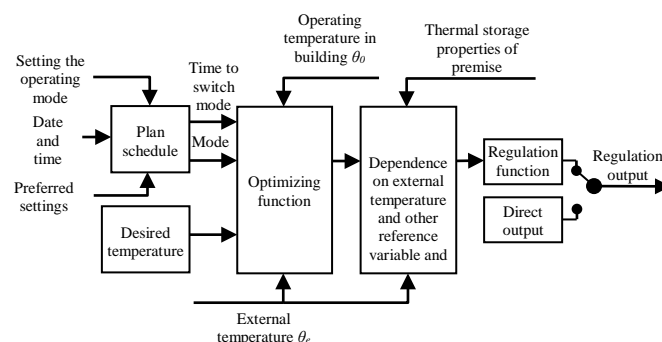 Setting the
operating
mode
Date and
time
Preferred
settings
Plan
schedule
Desired
temperature
Time to
switch
mode
Mode
Operating
temperature in
building θ0
Optimizing
function
External
temperature θe
Thermal storage
properties of
premise
Dependence
on external
temperature
and other
reference
variable and
Regulation
function
Direct
output
Regulation
output